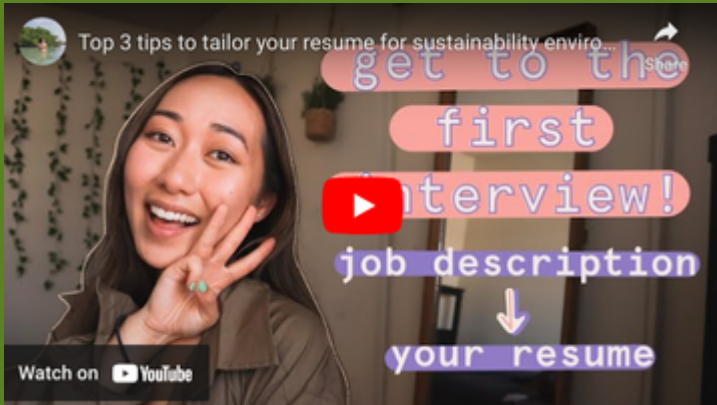 Top 3 tips to tailor your resume for sustainability enviro...
Share
get to the
first
interview!
job description
your resume
Watch on YouTube